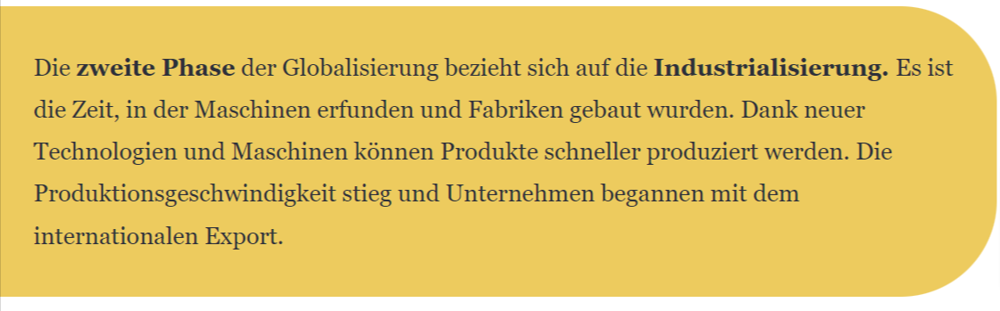 Die zweite Phase der Globalisierung bezieht sich auf die Industrialisierung. Es ist
die Zeit, in der Maschinen erfunden und Fabriken gebaut wurden. Dank neuer
Technologien und Maschinen können Produkte schneller produziert werden. Die
Produktionsgeschwindigkeit stieg und Unternehmen begannen mit dem
internationalen Export.